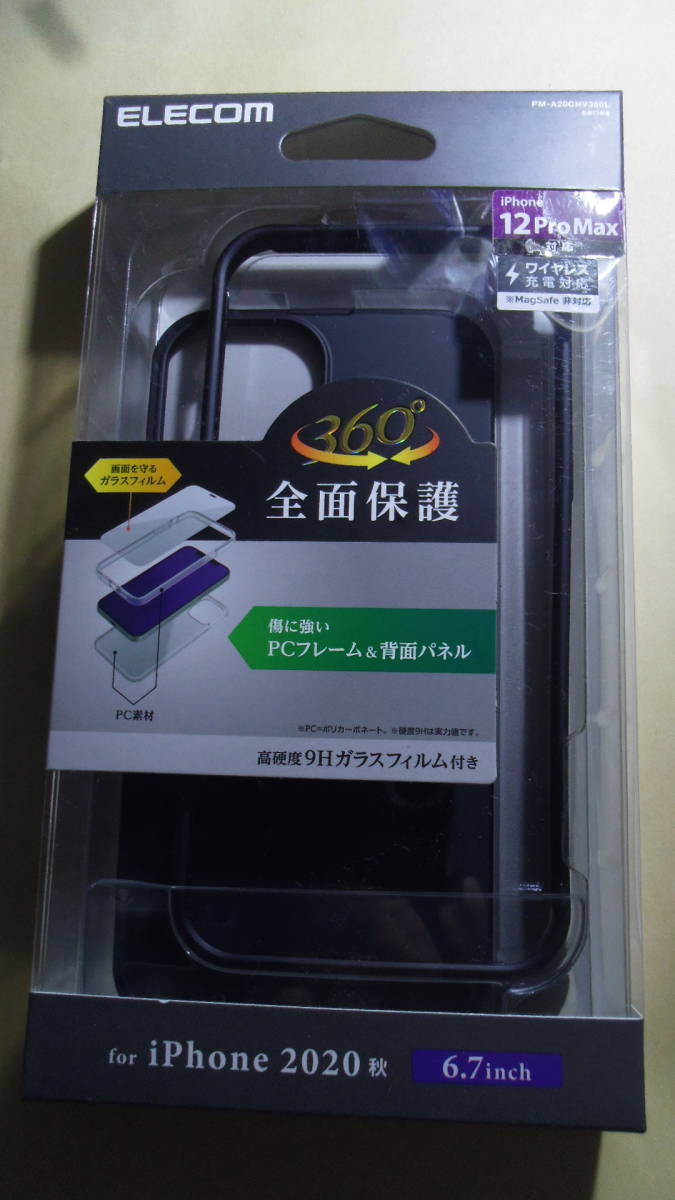 ELECOM
PM-A20CHV360L
series
iPhone
12 Pro Max
対応
ワイヤレス
充電対応
※MagSafe 非対応
360°
全面保護
画面を守る
ガラスフィルム
傷に強い
PCフレーム&背面パネル
PC素材
※PC=ポリカーボネート。※硬度9Hは実力値です。
高硬度9Hガラスフィルム付き
for iPhone 2020 秋
6.7inch